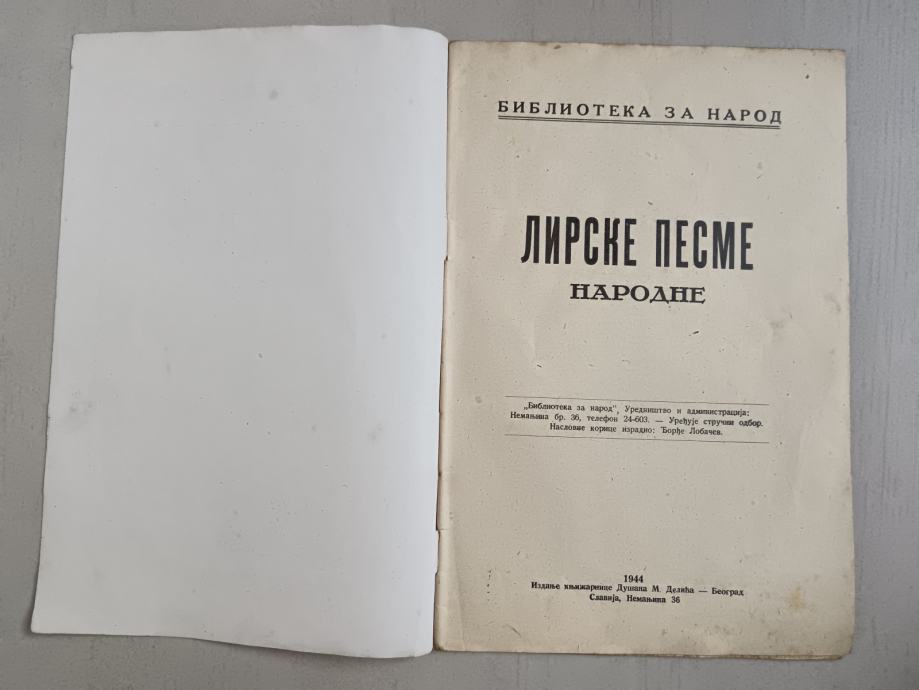 БИБЛИОТЕКА ЗА НАРОД
ЛИРСКЕ ПЕСМЕ
НАРОДНЕ
„Библиотека за народ", Уредништво и администрација:
Немањина бр. 36, телефон 24-603. — Уређује стручни одбор.
Насловне корице израдио: Ђорђе Лобачев.
1944
Издање књижарнице Душана М. Делића — Београд
Славија, Немањина 36